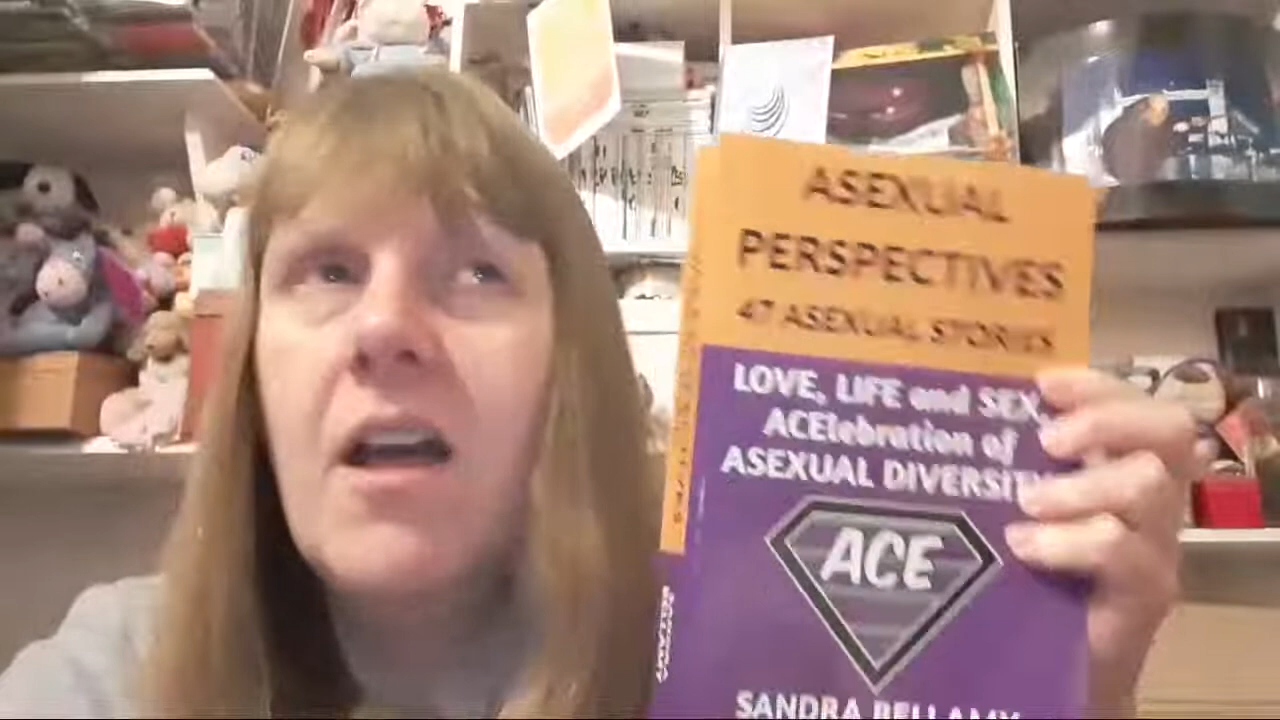 ASEXUAL
PERSPECTIVES
47 ASEXUAL STORIES
LOVE, LIFE and SEX,
ACElebration of
ASEXUAL DIVERSITY
ACE
SANDRA BELLAMY